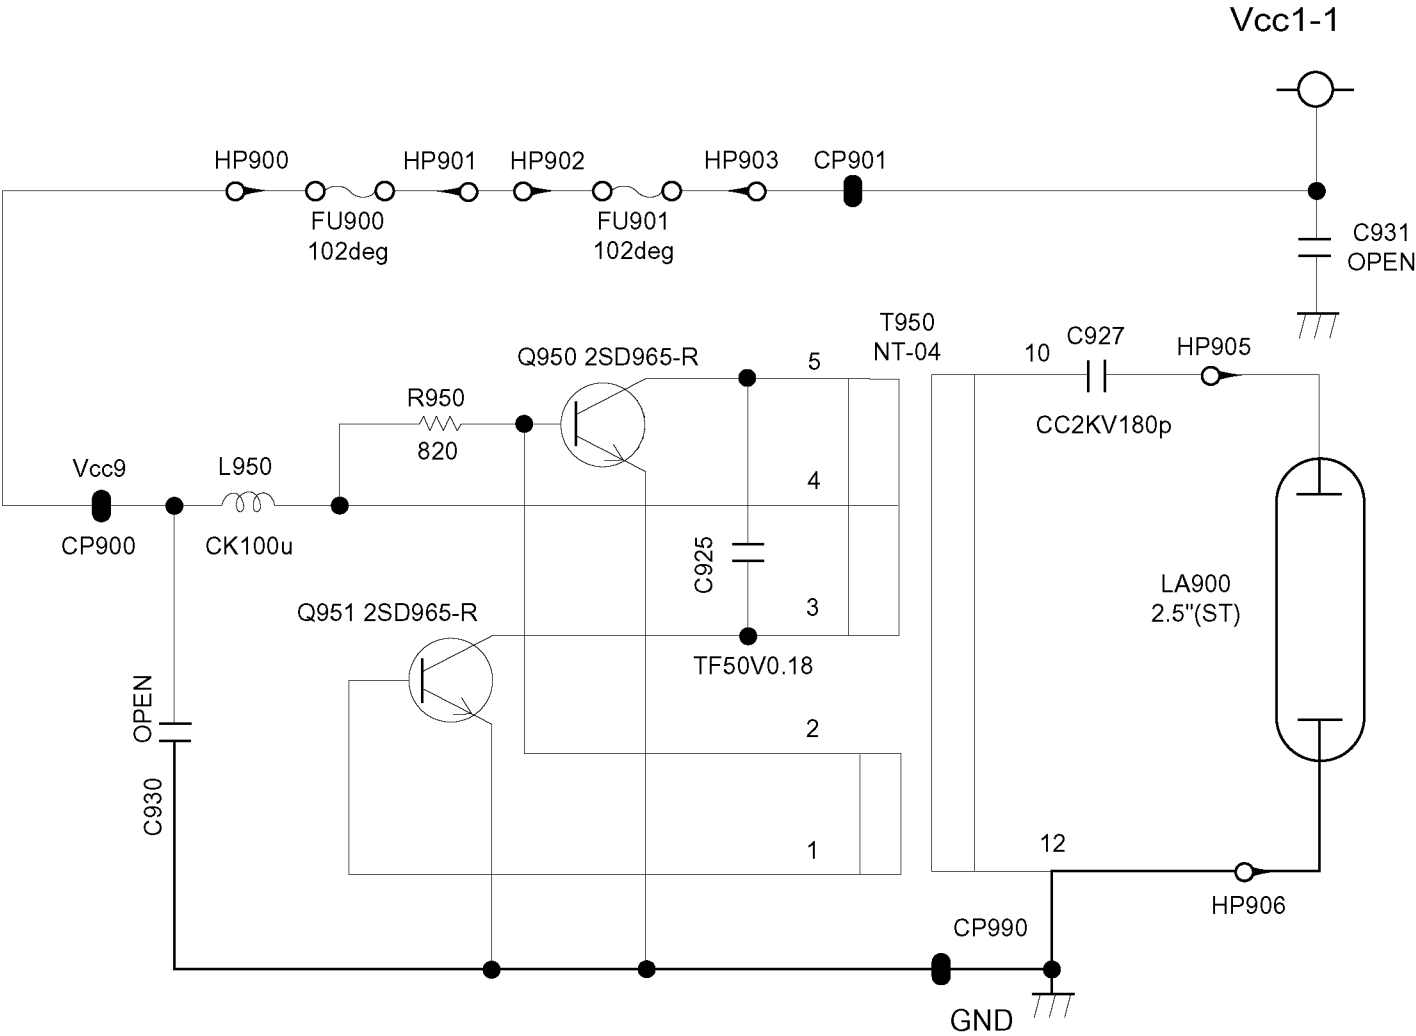 Vcc1-1
HP900
HP901
HP902
HP903
CP901
FU900
102deg
FU901
102deg
C931
OPEN
T950
NT-04
Q950 2SD965-R
5
10
C927
HP905
R950
820
CC2KV180p
Vcc9
L950
4
CP900
CK100u
C925
LA900
2.5"(ST)
Q951 2SD965-R
3
TF50V0.18
OPEN
C930
2
1
12
HP906
CP990
GND